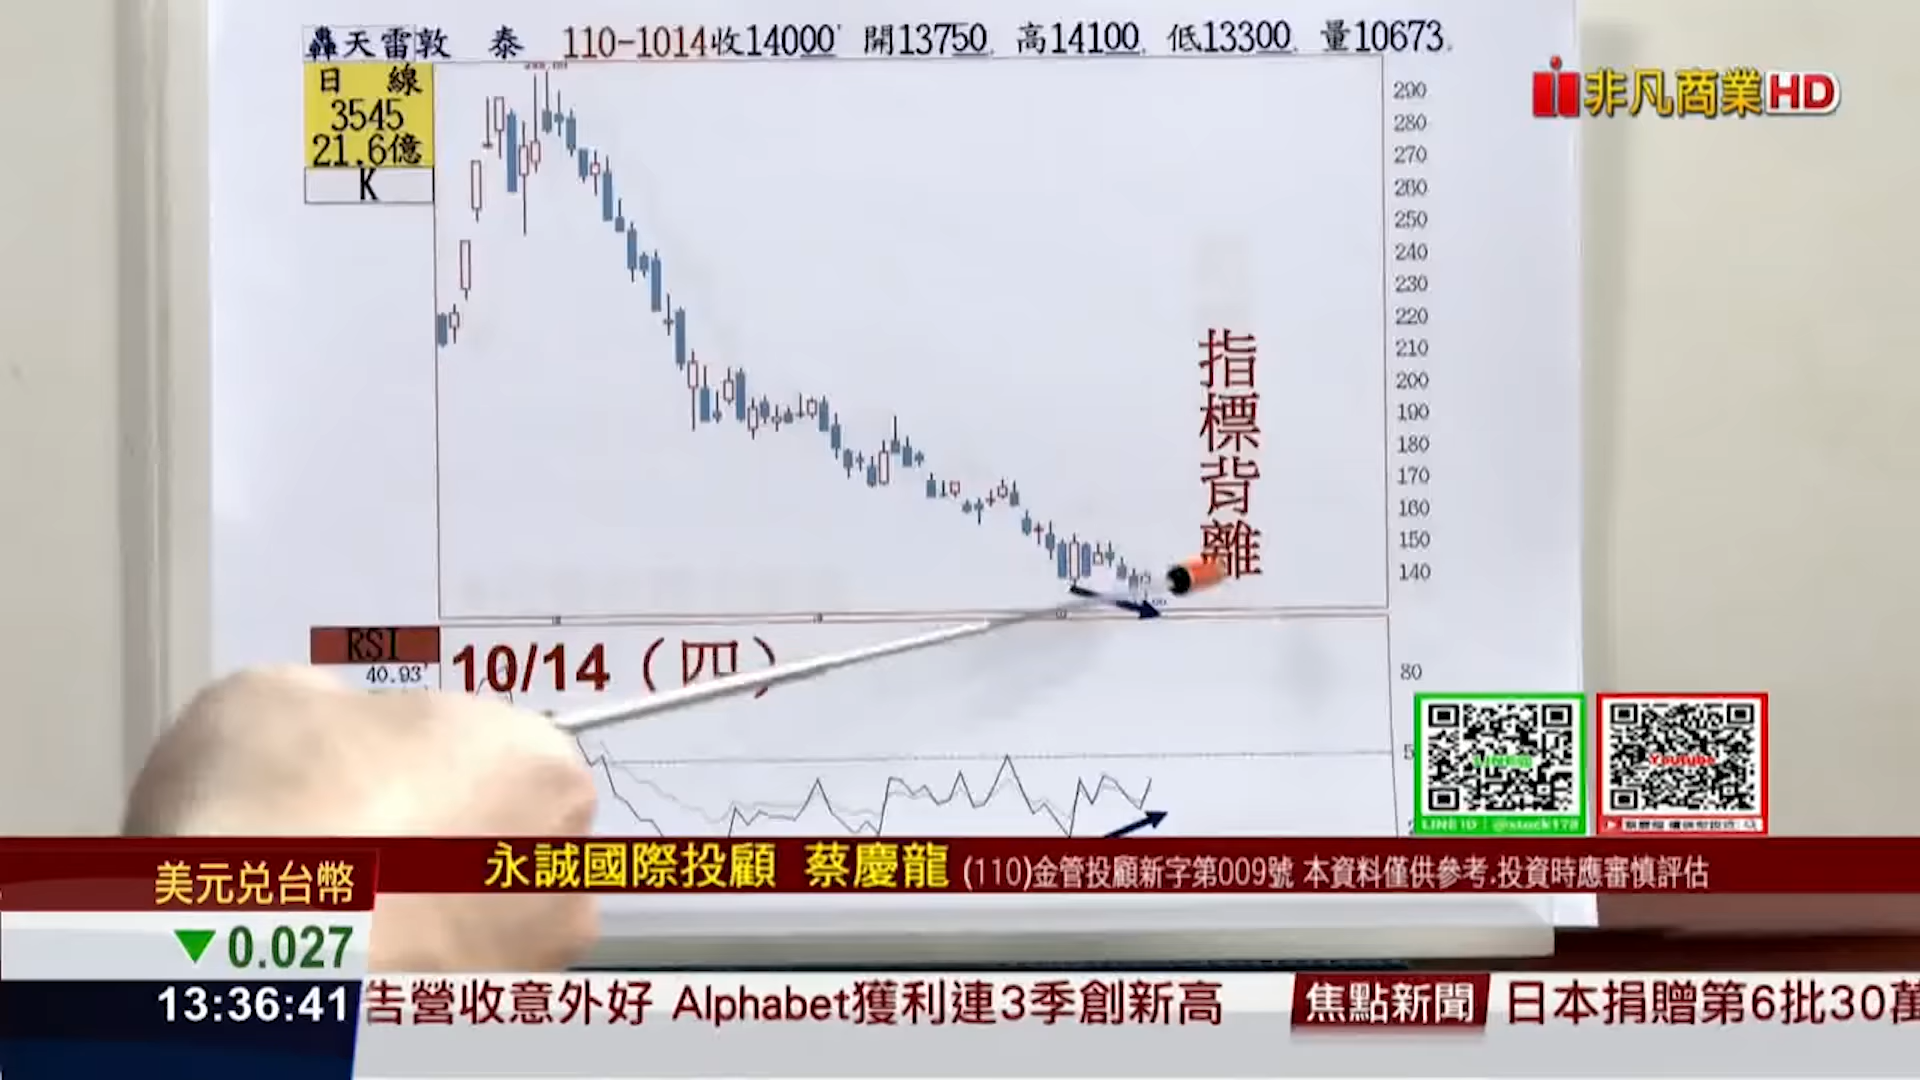 轟天雷敦 泰 110-1014收14000' 開13750. 高14100. 低13300. 量10673.
日 線
3545
21.6億
K
非凡商業HD
290
280
270
260
250
240
230
220
210
200
190
180
170
160
150
140
指標背離
RSI
40.93'
10/14(四)
80
LINE ID:@stock178
Youtube
美元兌台幣
永誠國際投顧 蔡慶龍 (110)金管投顧新字第009號 本資料僅供參考.投資時應審慎評估
▼0.027
13:36:41
告營收意外好 Alphabet獲利連3季創新高 焦點新聞 日本捐贈第6批30萬